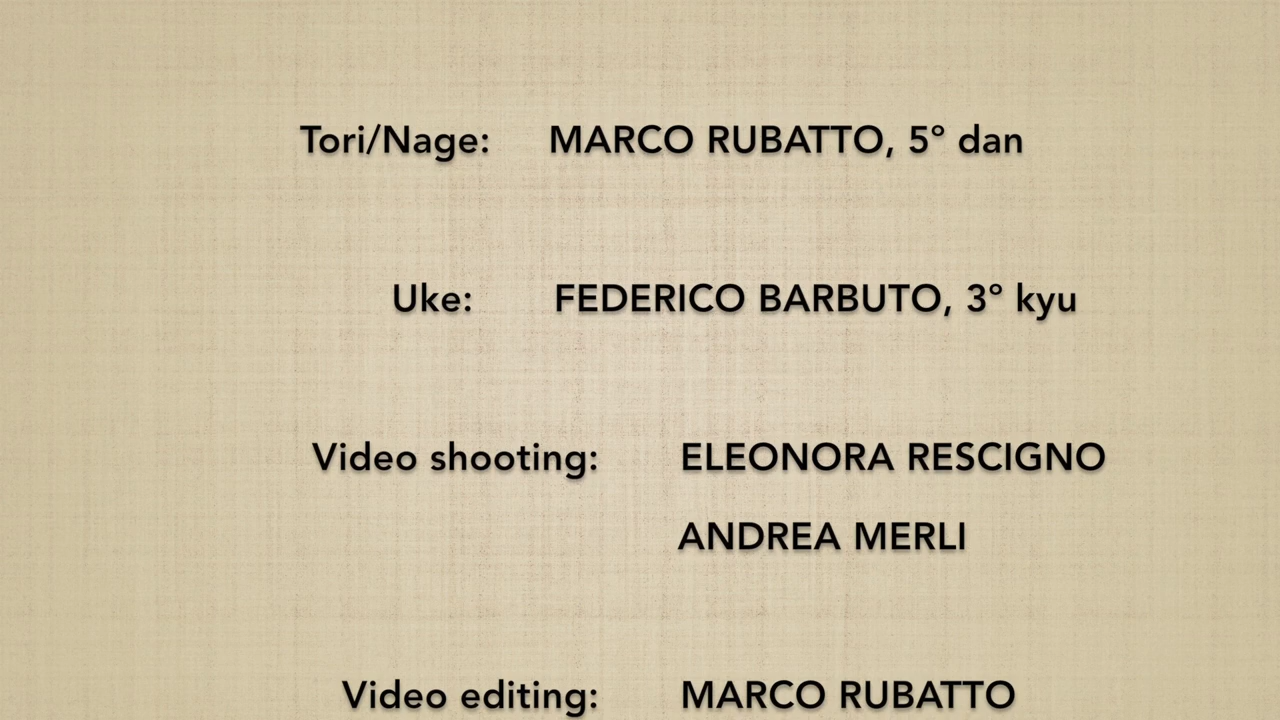 Tori/Nage: MARCO RUBATTO, 5° dan
Uke: FEDERICO BARBUTO, 3° kyu
Video shooting: ELEONORA RESCIGNO
ANDREA MERLI
Video editing: MARCO RUBATTO